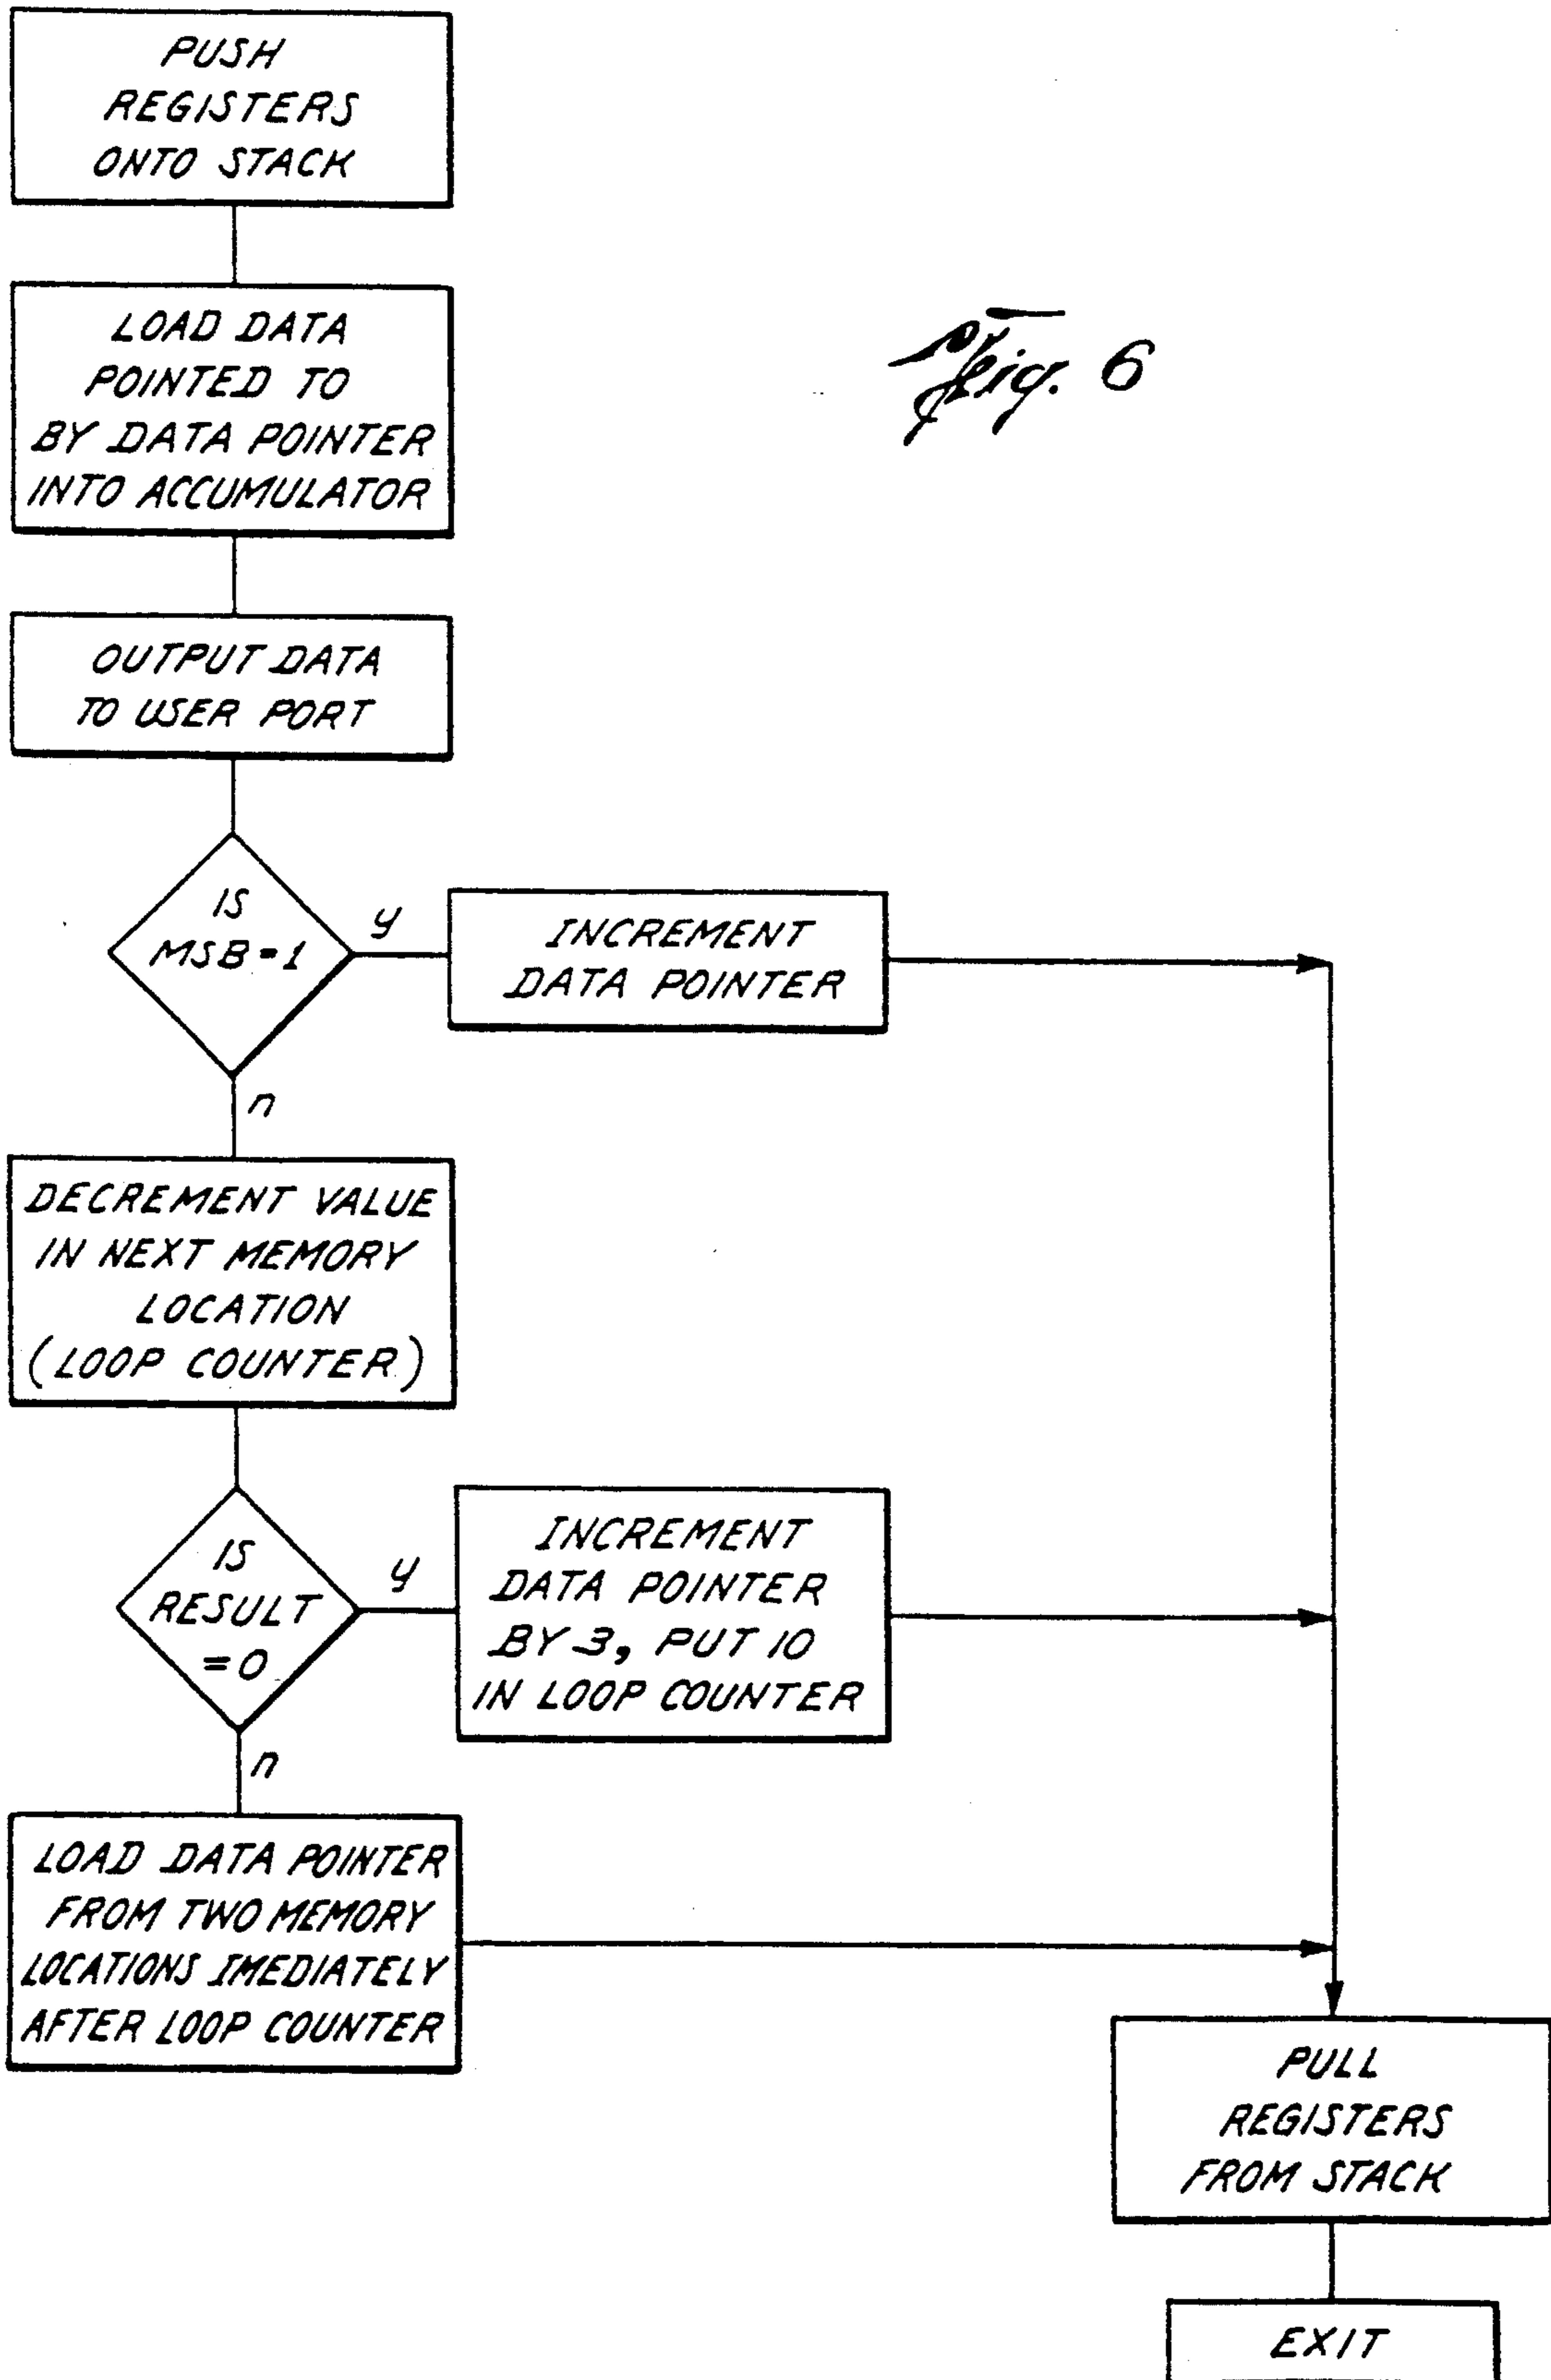 PUSH
REGISTERS
ONTO STACK
LOAD DATA
POINTED TO
BY DATA POINTER
INTO ACCUMULATOR
Fig. 6
OUTPUT DATA
TO USER PORT
IS
MSB=1
y
INCREMENT
DATA POINTER
n
DECREMENT VALUE
IN NEXT MEMORY
LOCATION
(LOOP COUNTER)
IS
RESULT
=0
y
INCREMENT
DATA POINTER
BY 3, PUT 10
IN LOOP COUNTER
n
LOAD DATA POINTER
FROM TWO MEMORY
LOCATIONS IMEDIATELY
AFTER LOOP COUNTER
PULL
REGISTERS
FROM STACK
EXIT